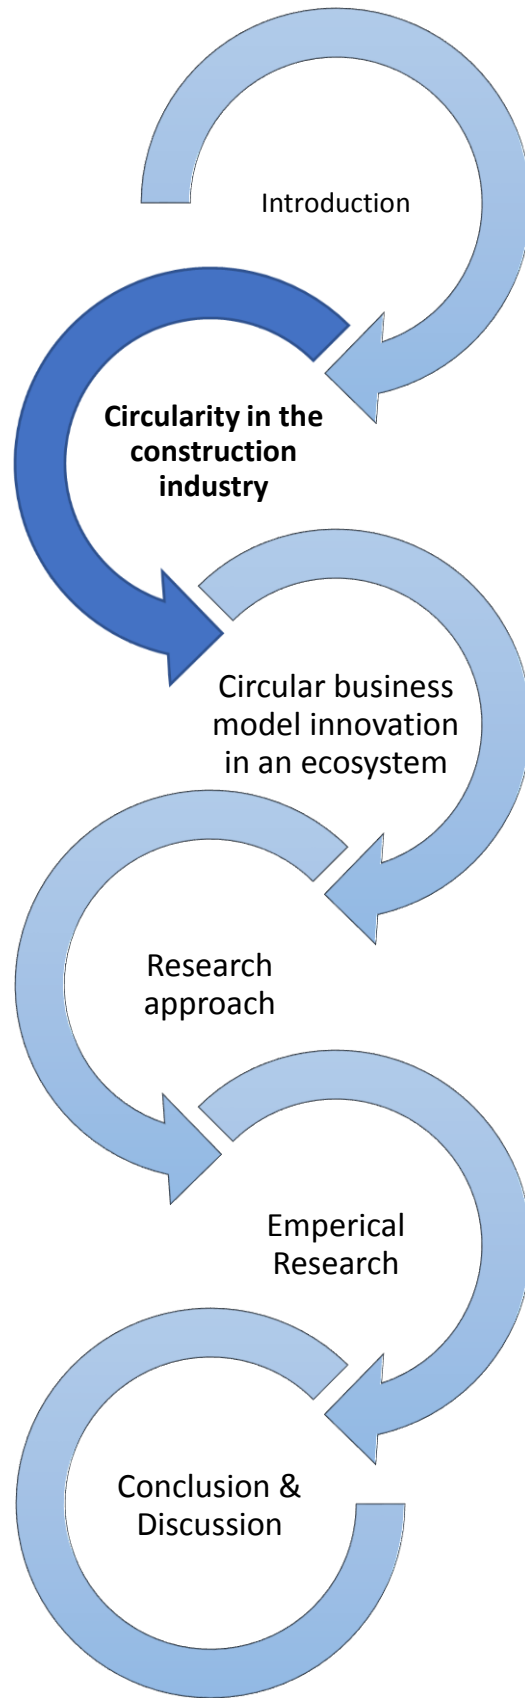 Introduction
Circularity in the
construction
industry
Circular business
model innovation
in an ecosystem
Research
approach
Emperical
Research
Conclusion &
Discussion